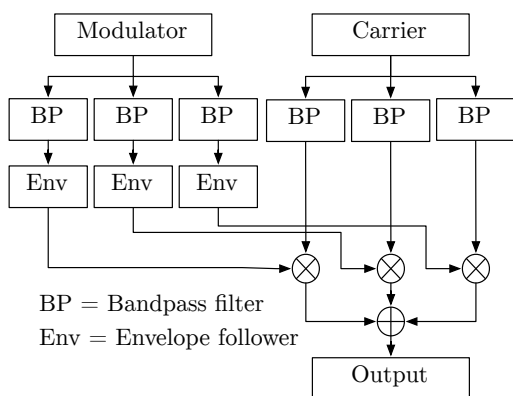 Modulator
Carrier
BP
BP
BP
BP
BP
BP
Env
Env
Env
BP = Bandpass filter
Env = Envelope follower
Output